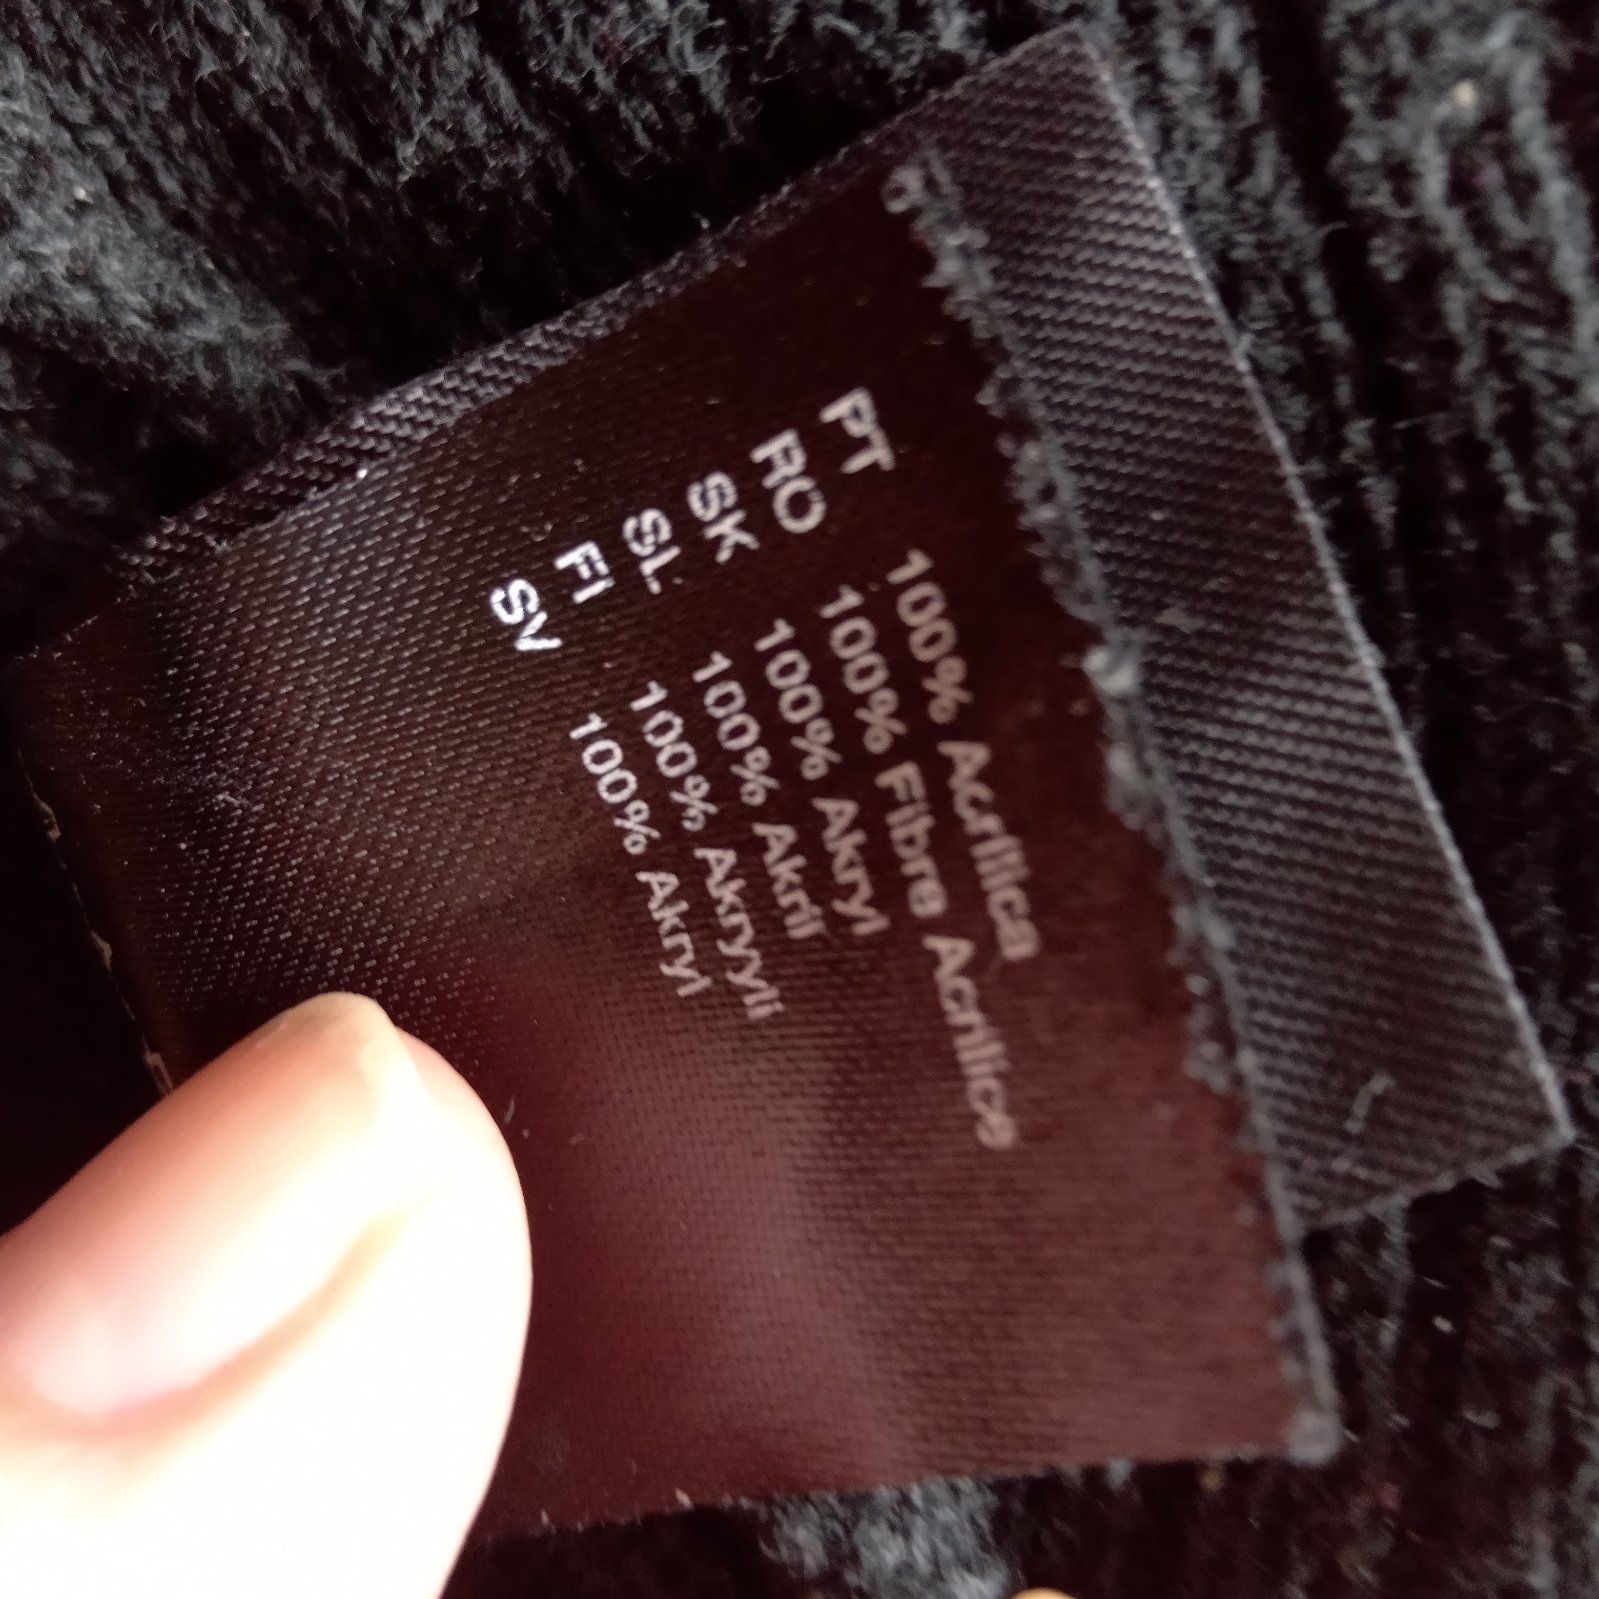 PT 100% Acrílica
RO 100% Fibre Acrilice
SK 100% Akryl
SL 100% Akril
FI 100% Akryyli
SV 100% Akryl